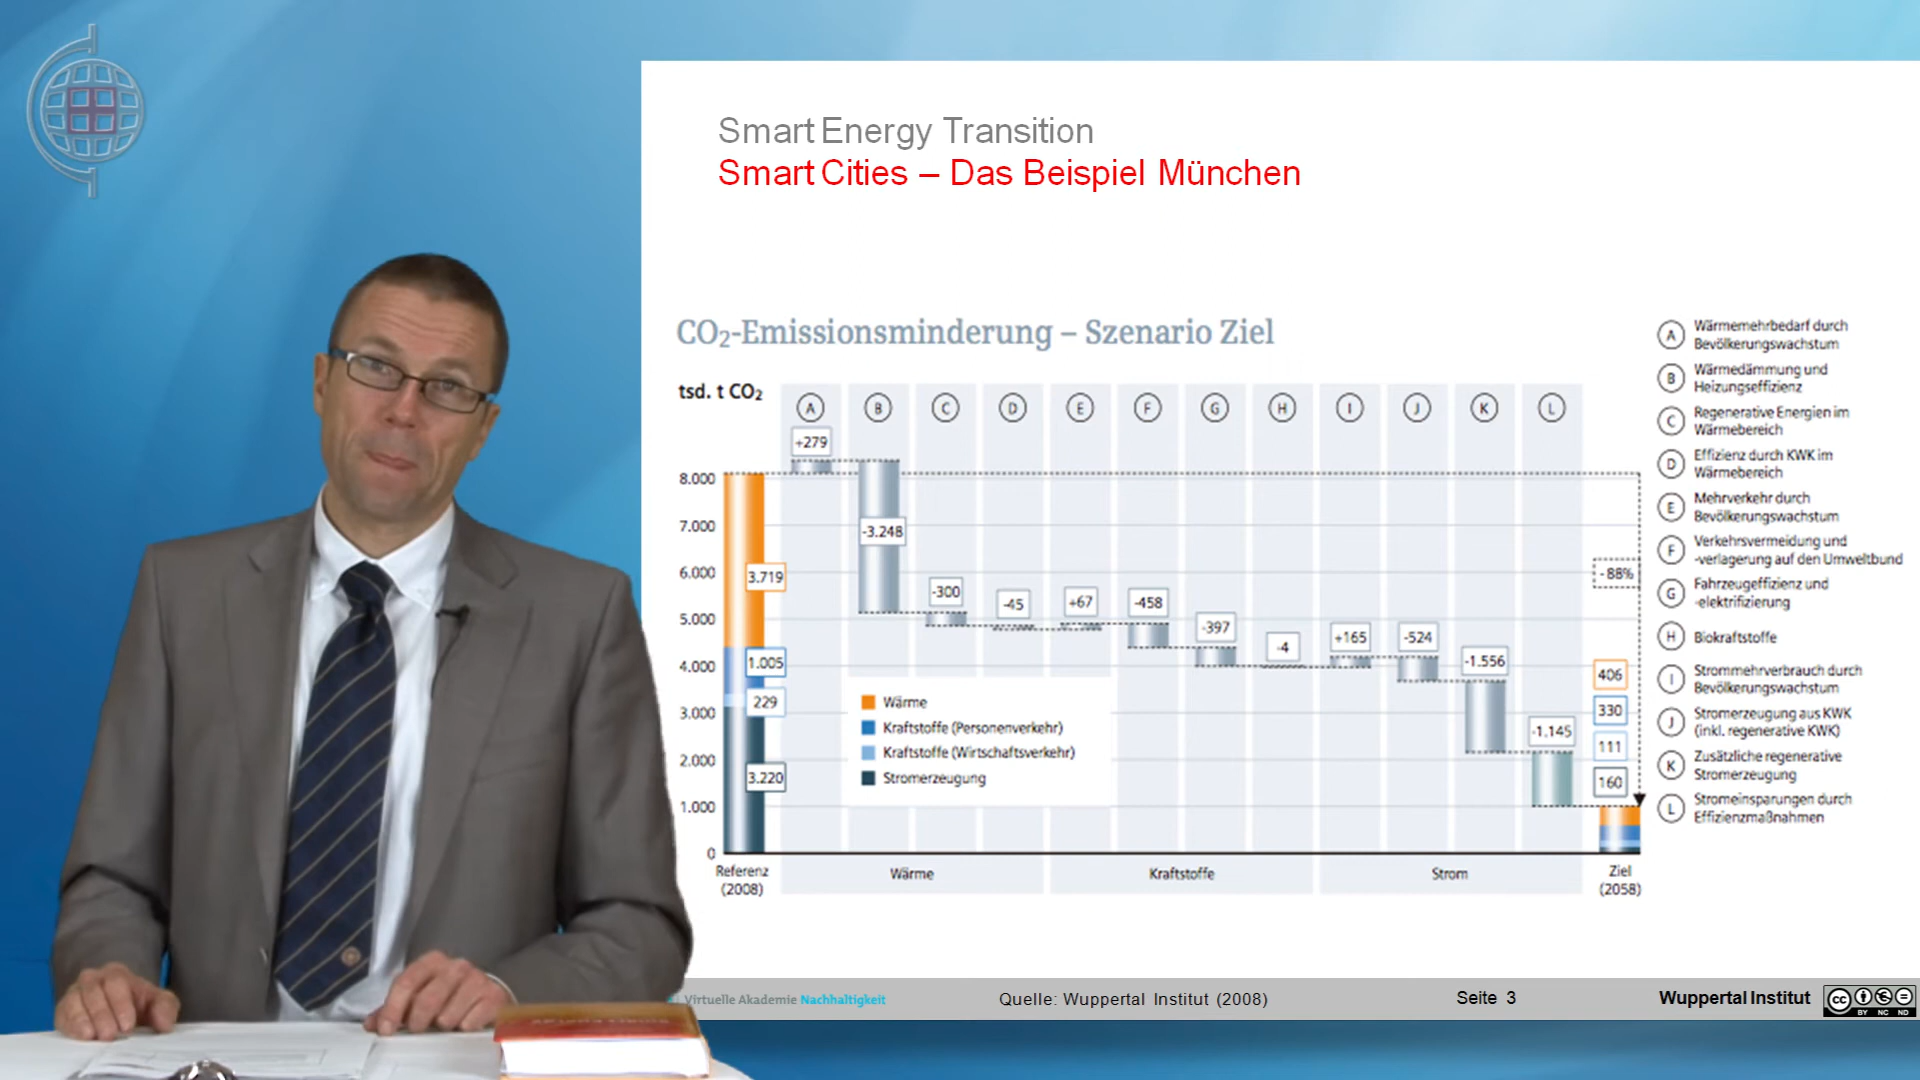 Smart Energy Transition
Smart Cities – Das Beispiel München
CO₂-Emissionsminderung – Szenario Ziel
tsd. t CO₂
A B C D E F G H I J K L
+279
-3.248
-300
-45
+67
-458
-397
-4
+165
-524
-1.556
-1.145
-88%
8.000
7.000
6.000
5.000
4.000
3.000
2.000
1.000
0
3.719
1.005
229
3.220
Wärme
Kraftstoffe (Personenverkehr)
Kraftstoffe (Wirtschaftsverkehr)
Stromerzeugung
406
330
111
160
Referenz
(2008)
Wärme
Kraftstoffe
Strom
Ziel
(2058)
A Wärmemehrbedarf durch
Bevölkerungswachstum
B Wärmedämmung und
Heizungseffizienz
C Regenerative Energien im
Wärmebereich
D Effizienz durch KWK im
Wärmebereich
E Mehrverkehr durch
Bevölkerungswachstum
F Verkehrsvermeidung und
-verlagerung auf den Umweltbund
G Fahrzeugeffizienz und
-elektrifizierung
H Biokraftstoffe
I Strommehrverbrauch durch
Bevölkerungswachstum
J Stromerzeugung aus KWK
(inkl. regenerative KWK)
K Zusätzliche regenerative
Stromerzeugung
L Stromeinsparungen durch
Effizienzmaßnahmen
Virtuelle Akademie Nachhaltigkeit
Quelle: Wuppertal Institut (2008)
Seite 3
Wuppertal Institut
cc
BY NC ND